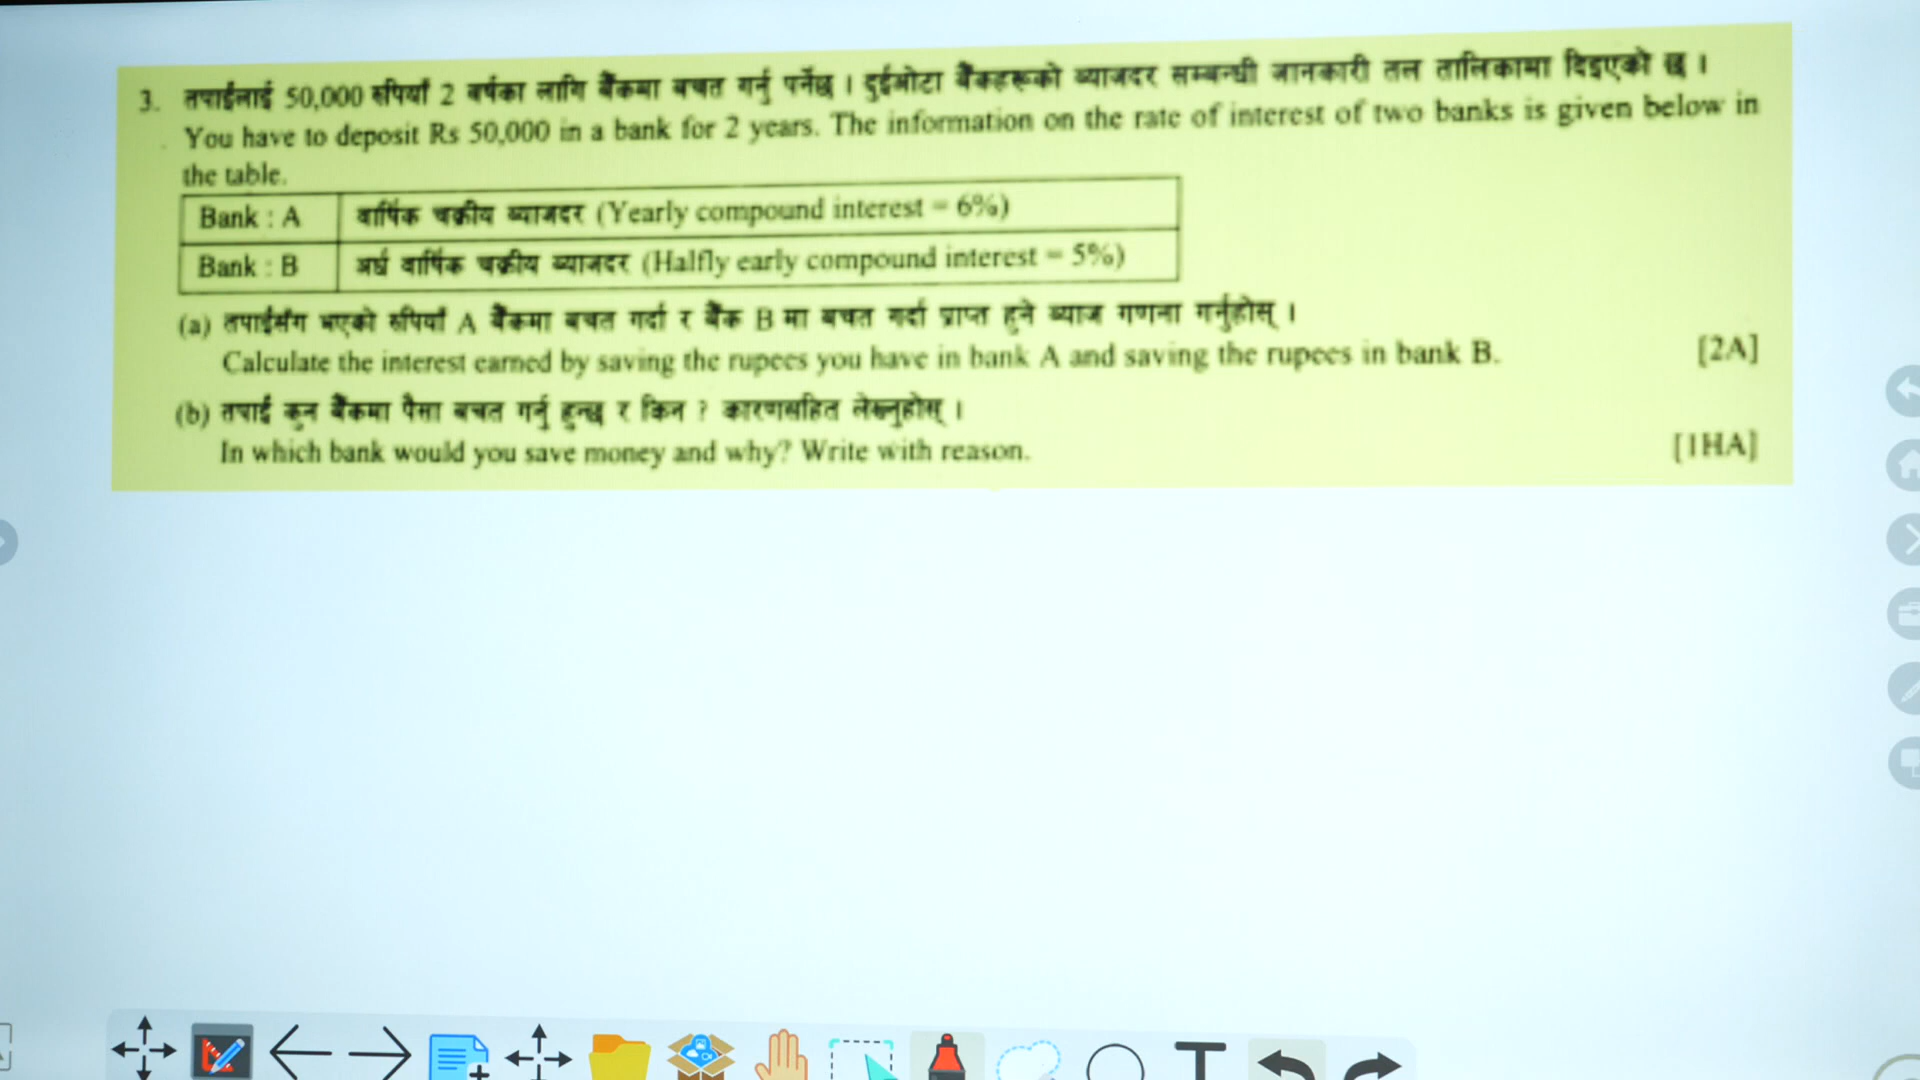 3. तपाईंलाई 50,000 रुपियाँ 2 वर्षका लागि बैंकमा बचत गर्नु पर्नेछ । दुईओटा बैंकहरूको ब्याजदर सम्बन्धी जानकारी तल तालिकामा दिइएको छ ।
You have to deposit Rs 50,000 in a bank for 2 years. The information on the rate of interest of two banks is given below in
the table.
Bank : A वार्षिक चक्रीय ब्याजदर (Yearly compound interest = 6%)
Bank : B अर्ध वार्षिक चक्रीय ब्याजदर (Halfly early compound interest = 5%)
(a) तपाईंसँग भएको रुपियाँ A बैंकमा बचत गर्दा र बैंक B मा बचत गर्दा प्राप्त हुने ब्याज गणना गर्नुहोस् ।
Calculate the interest earned by saving the rupees you have in bank A and saving the rupees in bank B. [2A]
(b) तपाईं कुन बैंकमा पैसा बचत गर्नु हुन्छ र किन ? कारणसहित लेख्नुहोस् ।
In which bank would you save money and why? Write with reason. [1HA]